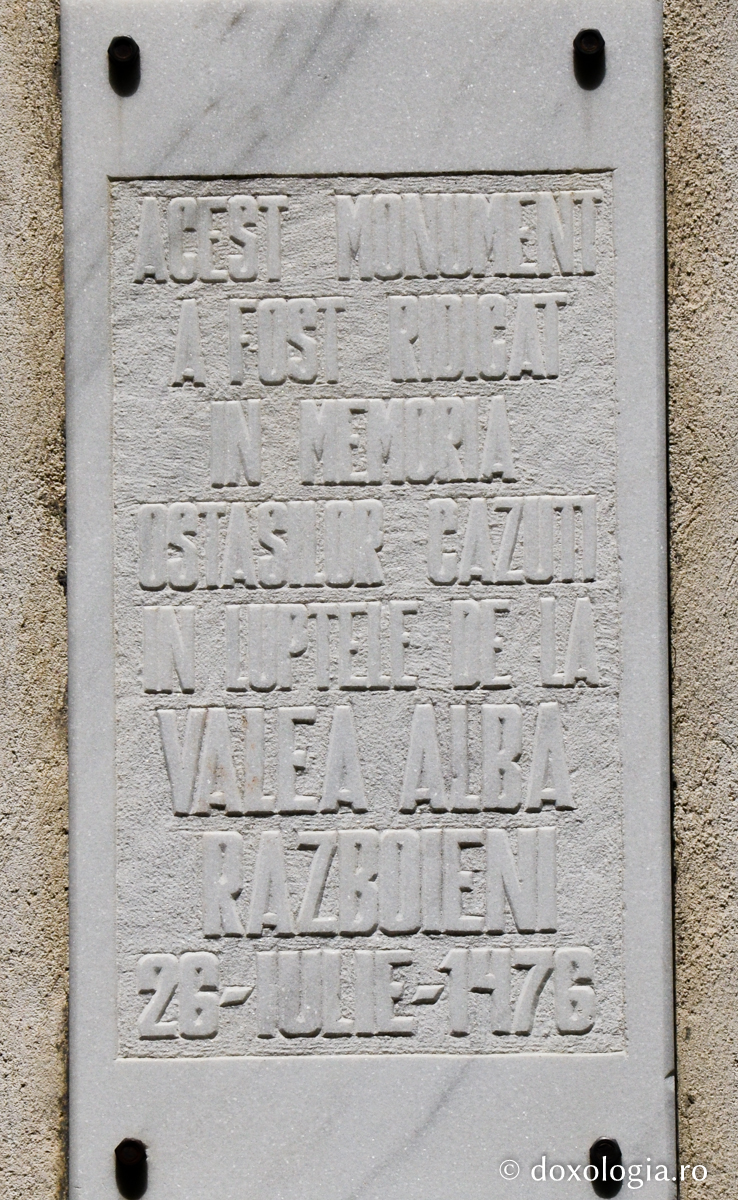 ACEST MONUMENT
A FOST RIDICAT
IN MEMORIA
OSTASILOR CAZUTI
IN LUPTELE DE LA
VALEA ALBA
RAZBOIENI
26-IULIE-1476
© doxologia.ro